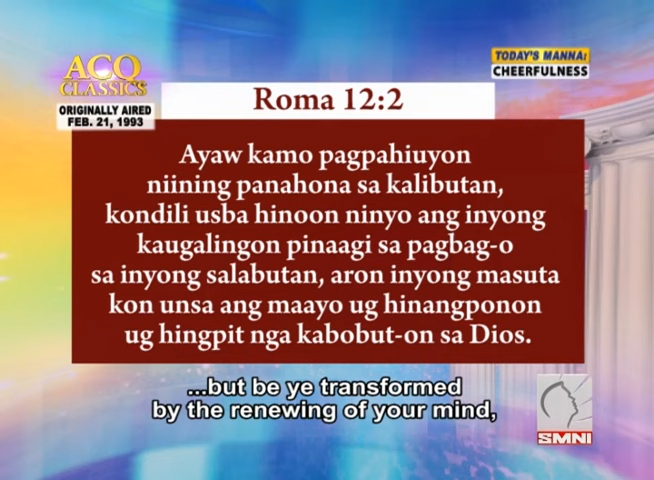 ACQ
CLASSICS
ORIGINALLY AIRED
FEB. 21, 1993
TODAY'S MANNA:
CHEERFULNESS
Roma 12:2
Ayaw kamo pagpahiuyon
niining panahona sa kalibutan,
kondili usba hinoon ninyo ang inyong
kaugalingon pinaagi sa pagbag-o
sa inyong salabutan, aron inyong masuta
kon unsa ang maayo ug hinangponon
ug hingpit nga kabobut-on sa Dios.
...but be ye transformed
by the renewing of your mind,
SMNI